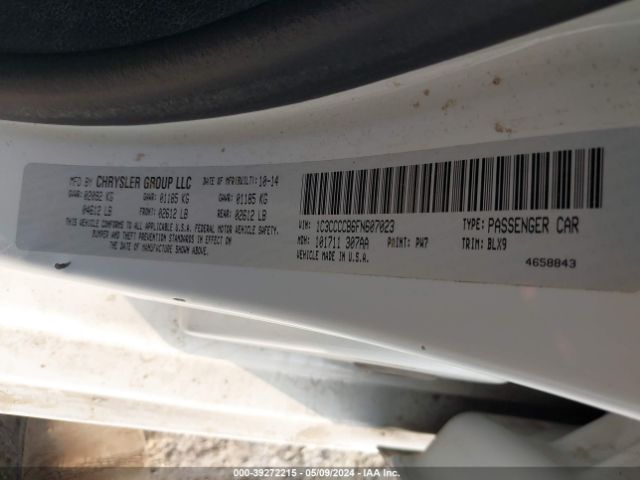 MFD BY CHRYSLER GROUP LLC DATE OF MFR(BUILT): 10-14
GVWR: 02092 KG GAWR: 01185 KG GAWR: 01185 KG
04612 LB FRONT: 02612 LB REAR: 02612 LB
THIS VEHICLE CONFORMS TO ALL APPLICABLE U.S.A. FEDERAL MOTOR VEHICLE SAFETY,
BUMPER AND THEFT PREVENTION STANDARDS IN EFFECT ON THE
DATE OF MANUFACTURE SHOWN ABOVE.
VIN: 1C3CCCCB6FN607023 TYPE: PASSENGER CAR
MDH: 101711 307AA PAINT: PW7 TRIM: BLX9
VEHICLE MADE IN U.S.A. 4658843
000-39272215 - 05/09/2024 - IAA Inc.